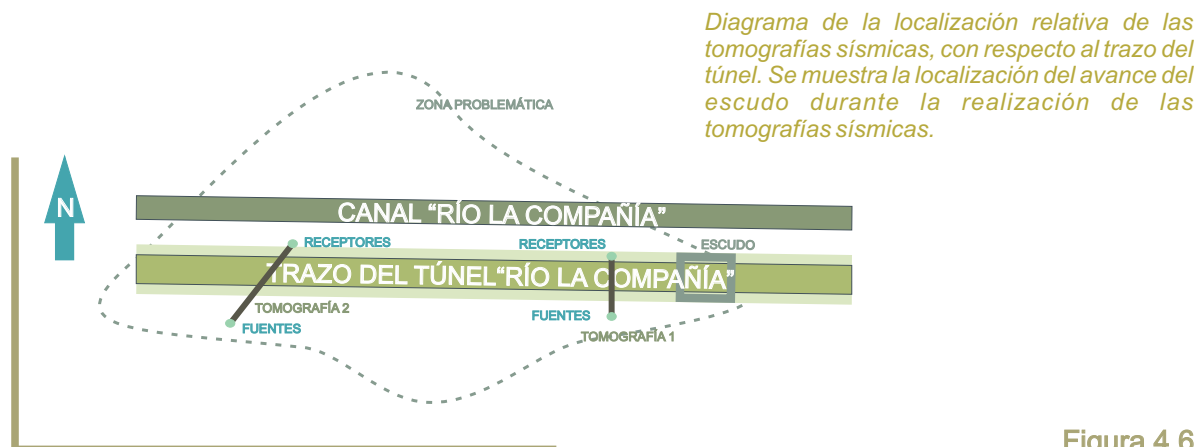 Diagrama de la localización relativa de las
tomografías sísmicas, con respecto al trazo del
túnel. Se muestra la localización del avance del
escudo durante la realización de las
tomografías sísmicas.
ZONA PROBLEMÁTICA
N
CANAL “RÍO LA COMPAÑÍA”
RECEPTORES
RECEPTORES
ESCUDO
TRAZO DEL TÚNEL“RÍO LA COMPAÑÍA”
TOMOGRAFÍA 2
FUENTES
FUENTES
TOMOGRAFÍA 1
Figura 4.6